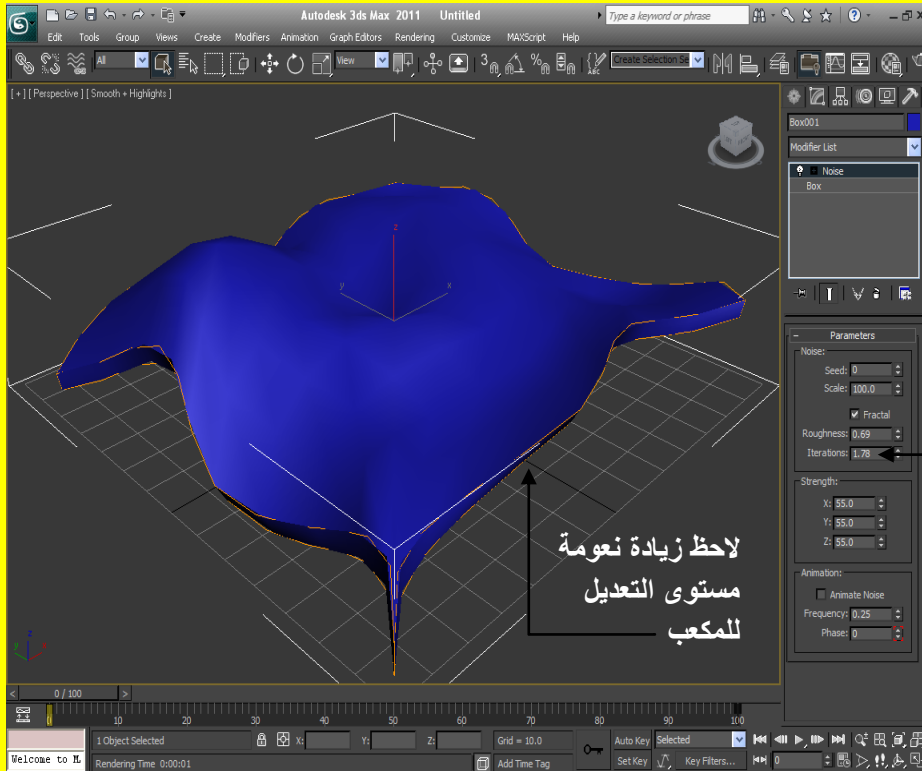 Autodesk 3ds Max 2011 Untitled
Type a keyword or phrase
Edit Tools Group Views Create Modifiers Animation Graph Editors Rendering Customize MAXScript Help
All
View
Create Selection Se
[ + ] [ Perspective ] [ Smooth + Highlights ]
Box001
Modifier List
Noise
Box
Parameters
Noise:
Seed: 0
Scale: 100.0
Fractal
Roughness: 0.69
Iterations: 1.78
Strength:
X: 55.0
Y: 55.0
Z: 55.0
Animation:
Animate Noise
Frequency: 0.25
Phase: 0
z
y
x
لاحظ زيادة نعومة
مستوى التعديل
للمكعب
z
y
x
0 / 100
0 10 20 30 40 50 60 70 80 90 100
1 Object Selected
X: Y: Z:
Grid = 10.0
Auto Key
Selected
Welcome to M
Rendering Time 0:00:01
Add Time Tag
Set Key
Key Filters...
0